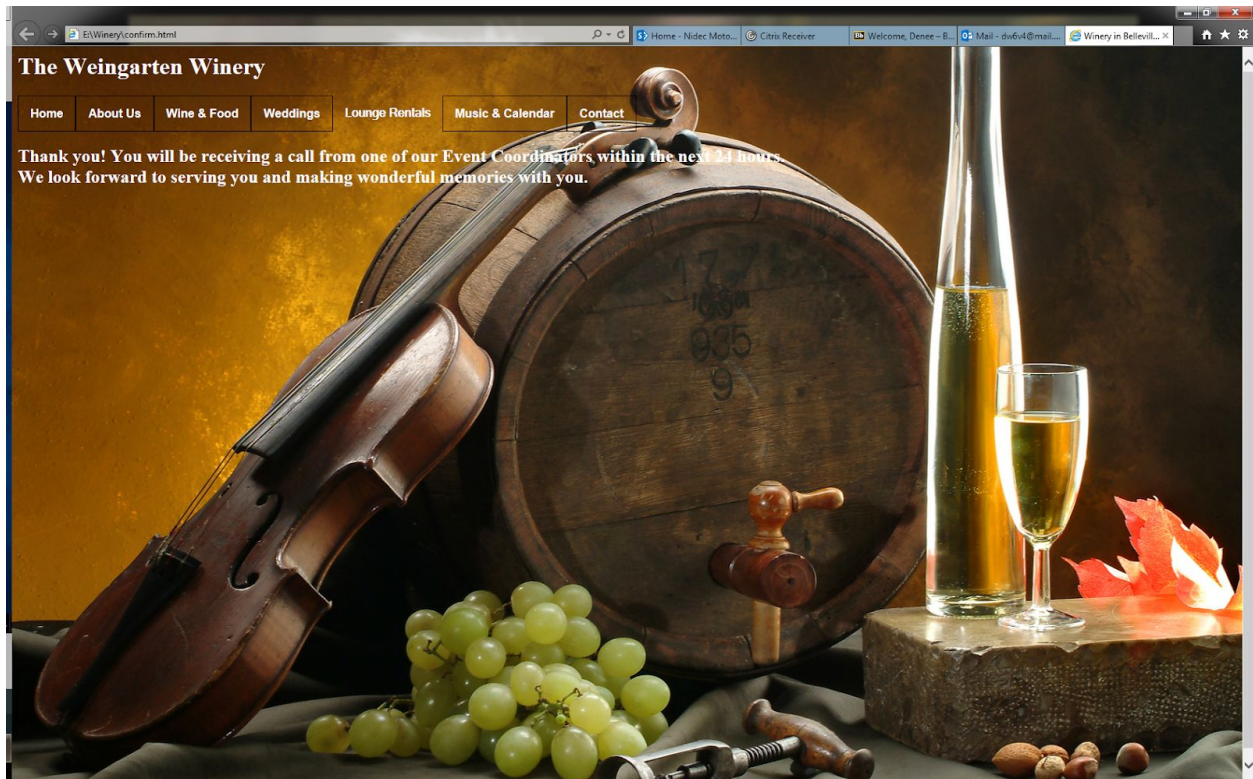 E:\Winery\confirm.html
Home - Nidec Moto...
Citrix Receiver
Welcome, Denee – B...
Mail - dw6v4@mail....
Winery in Bellevill...
The Weingarten Winery
Home About Us Wine & Food Weddings Lounge Rentals Music & Calendar Contact
Thank you! You will be receiving a call from one of our Event Coordinators within the next 24 hours.
We look forward to serving you and making wonderful memories with you.
935
9